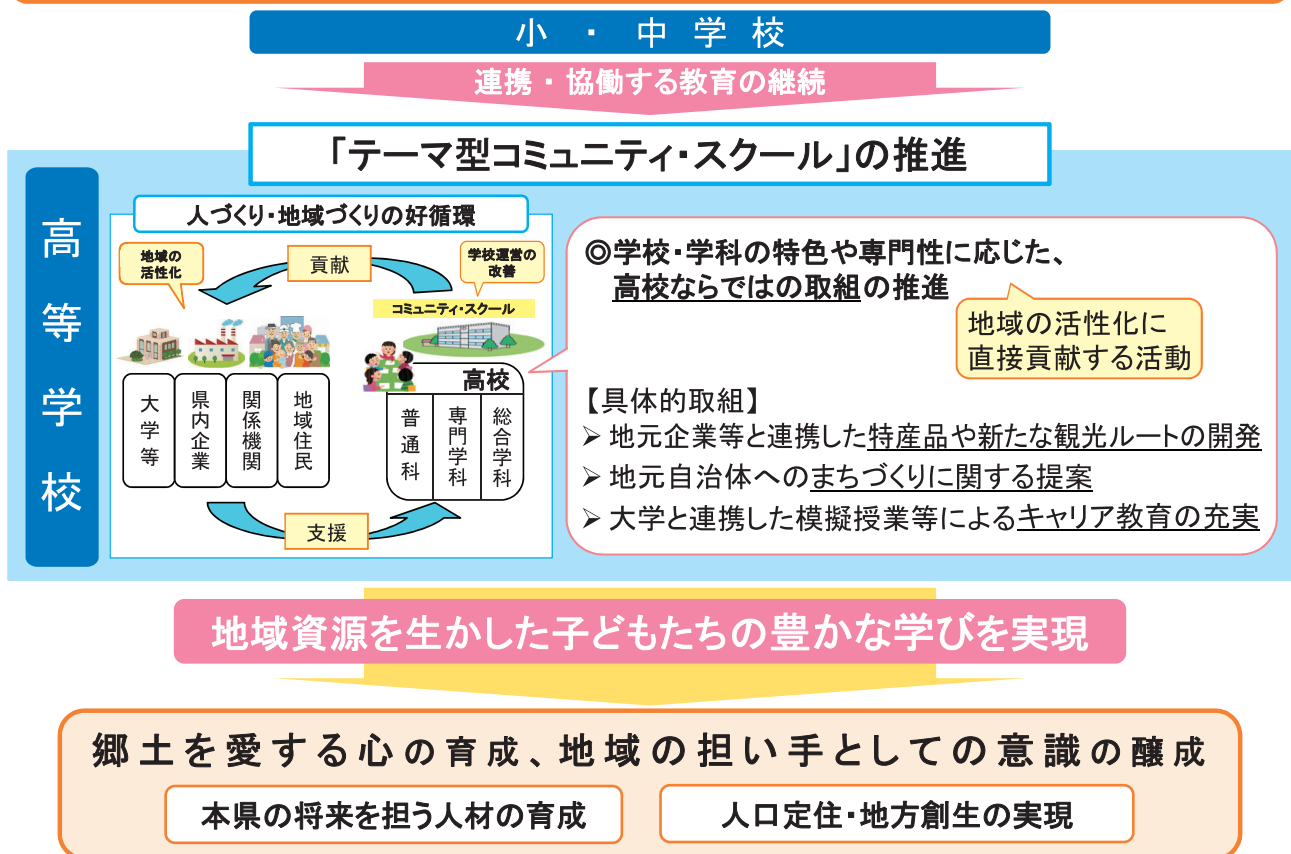 小・中学校
連携・協働する教育の継続
「テーマ型コミュニティ・スクール」の推進
高等学校
人づくり・地域づくりの好循環
地域の
活性化
貢献
学校運営の
改善
コミュニティ・スクール
大学等
県内企業
関係機関
地域住民
高校
普通科
専門学科
総合学科
支援
◎学校・学科の特色や専門性に応じた、
高校ならではの取組の推進
地域の活性化に
直接貢献する活動
【具体的取組】
➢ 地元企業等と連携した特産品や新たな観光ルートの開発
➢ 地元自治体へのまちづくりに関する提案
➢ 大学と連携した模擬授業等によるキャリア教育の充実
地域資源を生かした子どもたちの豊かな学びを実現
郷土を愛する心の育成、地域の担い手としての意識の醸成
本県の将来を担う人材の育成
人口定住・地方創生の実現